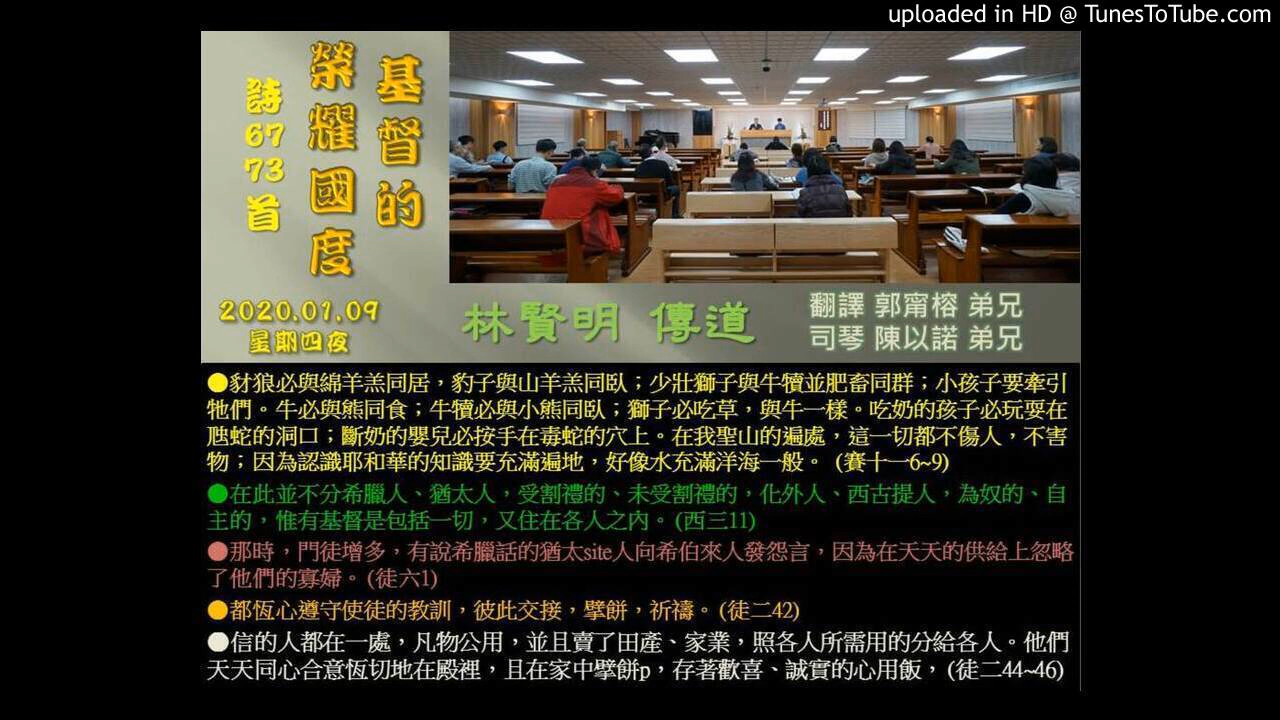 uploaded in HD @ TunesToTube.com
基督的
榮耀國度
詩
67
73
首
2020.01.09
星期四夜
林賢明 傳道
翻譯 郭甯榕 弟兄
司琴 陳以諾 弟兄
●豺狼必與綿羊羔同居，豹子與山羊羔同臥；少壯獅子與牛犢並肥畜同群；小孩子要牽引
牠們。牛必與熊同食；牛犢必與小熊同臥；獅子必吃草，與牛一樣。吃奶的孩子必玩耍在
虺蛇的洞口；斷奶的嬰兒必按手在毒蛇的穴上。在我聖山的遍處，這一切都不傷人，不害
物；因為認識耶和華的知識要充滿遍地，好像水充滿洋海一般。 (賽十一6~9)
●在此並不分希臘人、猶太人，受割禮的、未受割禮的，化外人、西古提人，為奴的、自
主的，惟有基督是包括一切，又住在各人之內。(西三11)
●那時，門徒增多，有說希臘話的猶太site人向希伯來人發怨言，因為在天天的供給上忽略
了他們的寡婦。(徒六1)
●都恆心遵守使徒的教訓，彼此交接，擘餅，祈禱。(徒二42)
●信的人都在一處，凡物公用，並且賣了田產、家業，照各人所需用的分給各人。他們
天天同心合意恆切地在殿裡，且在家中擘餅p，存著歡喜、誠實的心用飯，(徒二44~46)